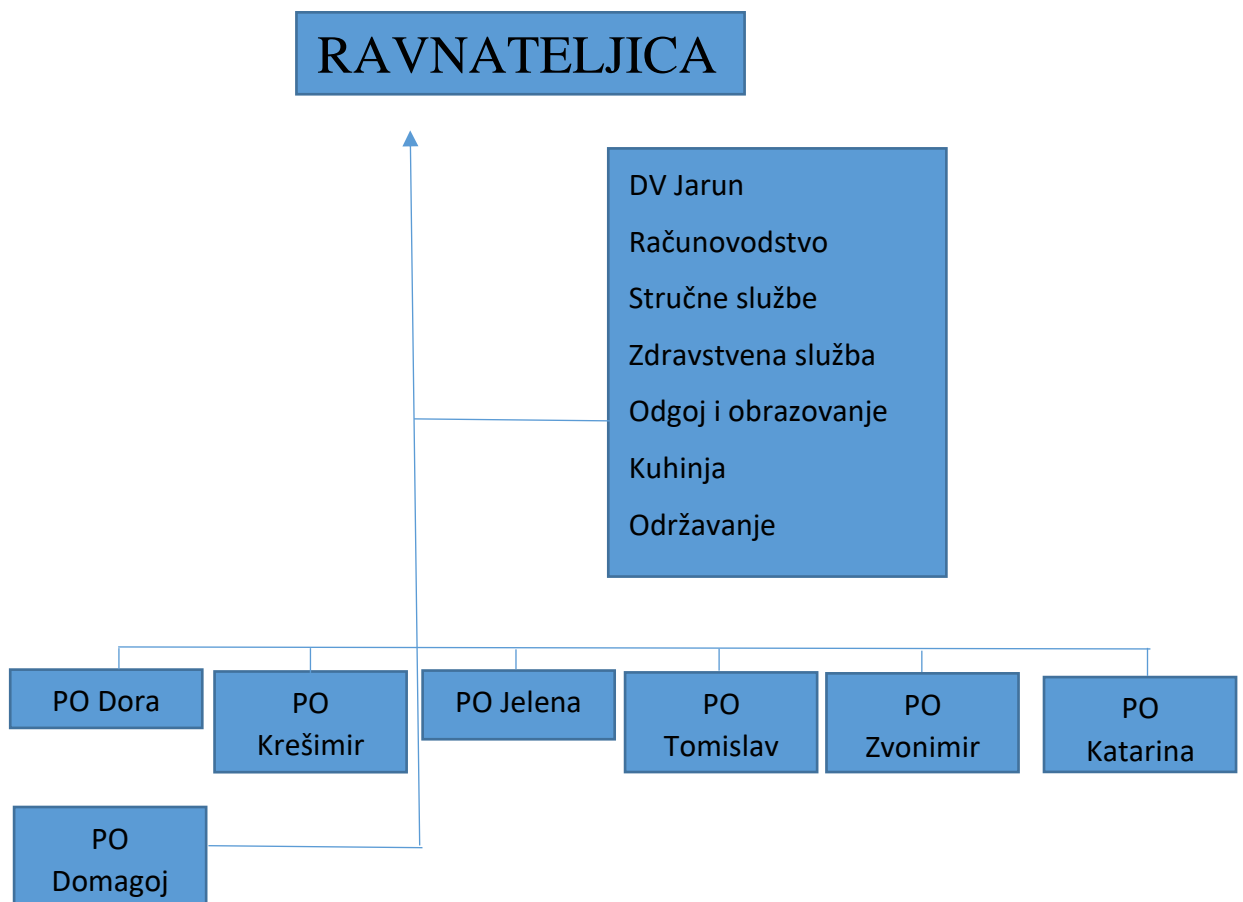 RAVNATELJICA
DV Jarun
Računovodstvo
Stručne službe
Zdravstvena služba
Odgoj i obrazovanje
Kuhinja
Održavanje
PO Dora
PO
Krešimir
PO Jelena
PO
Tomislav
PO
Zvonimir
PO
Katarina
PO
Domagoj